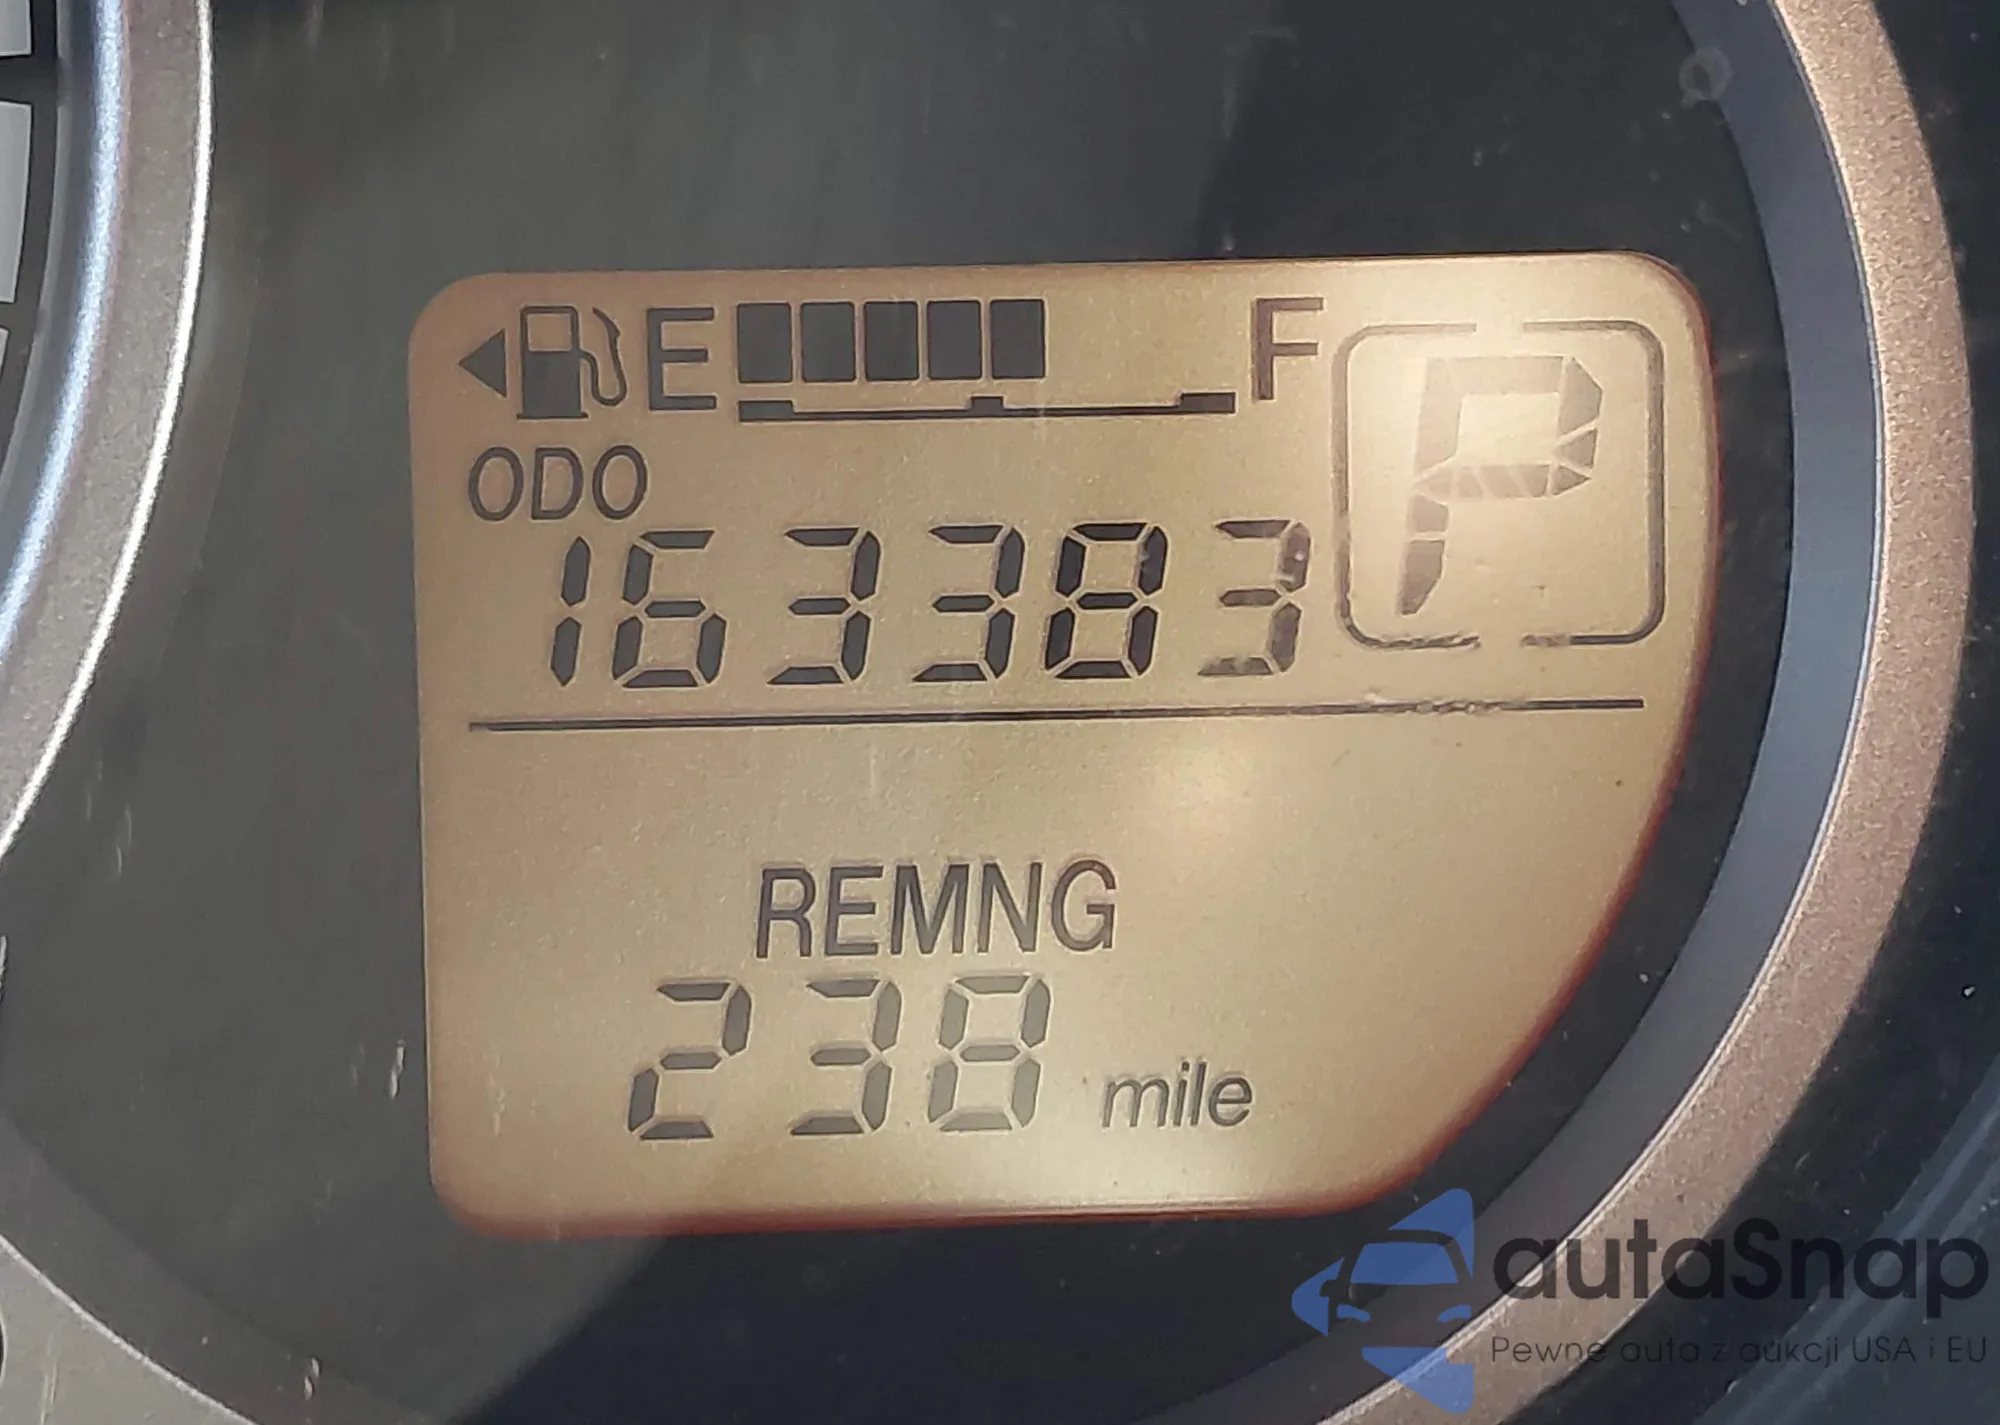 E F P
ODO
163383
REMNG
238 mile
autaSnap
Pewne auta z aukcji USA i EU